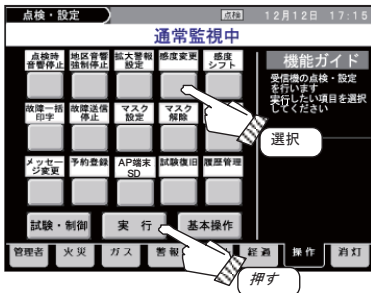 点検・設定 点検 12月12日 17:15
通常監視中
点検時音響停止 地区音響強制停止 拡大警報設定 感度変更 感度シフト
機能ガイド
受信機の点検・設定
を行います
実行したい項目を選択
してください
選択
故障一括印字 故障送信停止 マスク設定 マスク解除
メッセージ変更 予約登録 AP端末SD 試験復旧 履歴管理
試験・制御 実行 基本操作
管理者 火災 ガス 警報 経過 操作 消灯
押す